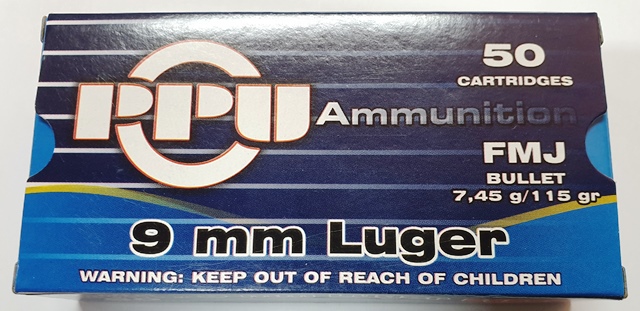 50
CARTRIDGES
PPU Ammunition
FMJ
BULLET
7,45 g/115 gr
9 mm Luger
WARNING: KEEP OUT OF REACH OF CHILDREN